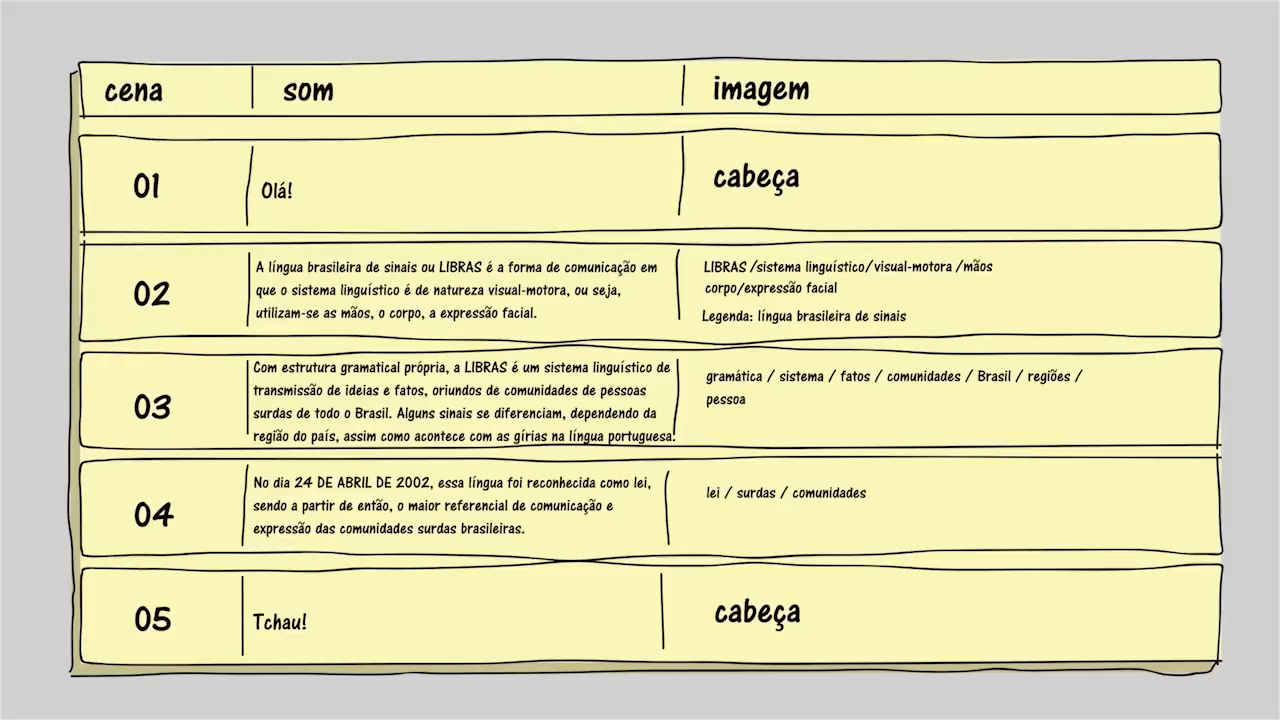 cena som imagem
01 Olá! cabeça
02
A língua brasileira de sinais ou LIBRAS é a forma de comunicação em
que o sistema linguístico é de natureza visual-motora, ou seja,
utilizam-se as mãos, o corpo, a expressão facial.
LIBRAS /sistema linguístico/visual-motora /mãos
corpo/expressão facial
Legenda: língua brasileira de sinais
03
Com estrutura gramatical própria, a LIBRAS é um sistema linguístico de
transmissão de ideias e fatos, oriundos de comunidades de pessoas
surdas de todo o Brasil. Alguns sinais se diferenciam, dependendo da
região do país, assim como acontece com as gírias na língua portuguesa.
gramática / sistema / fatos / comunidades / Brasil / regiões /
pessoa
04
No dia 24 DE ABRIL DE 2002, essa língua foi reconhecida como lei,
sendo a partir de então, o maior referencial de comunicação e
expressão das comunidades surdas brasileiras.
lei / surdas / comunidades
05 Tchau! cabeça